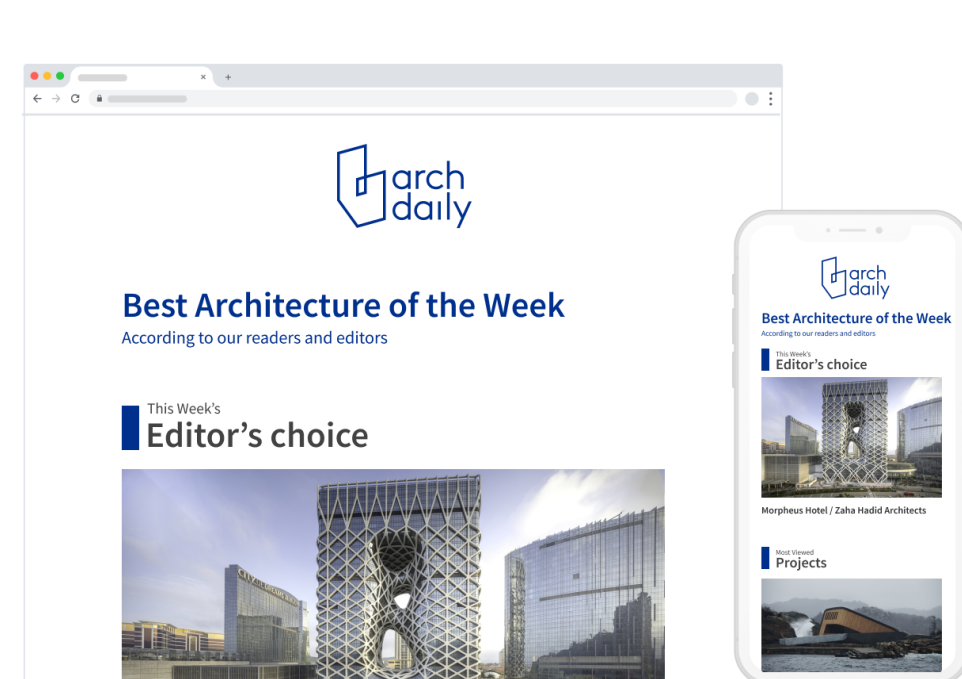 arch
daily
Best Architecture of the Week
According to our readers and editors
This Week's
Editor's choice
arch
daily
Best Architecture of the Week
According to our readers and editors
This Week's
Editor's choice
Morpheus Hotel / Zaha Hadid Architects
Most Viewed
Projects